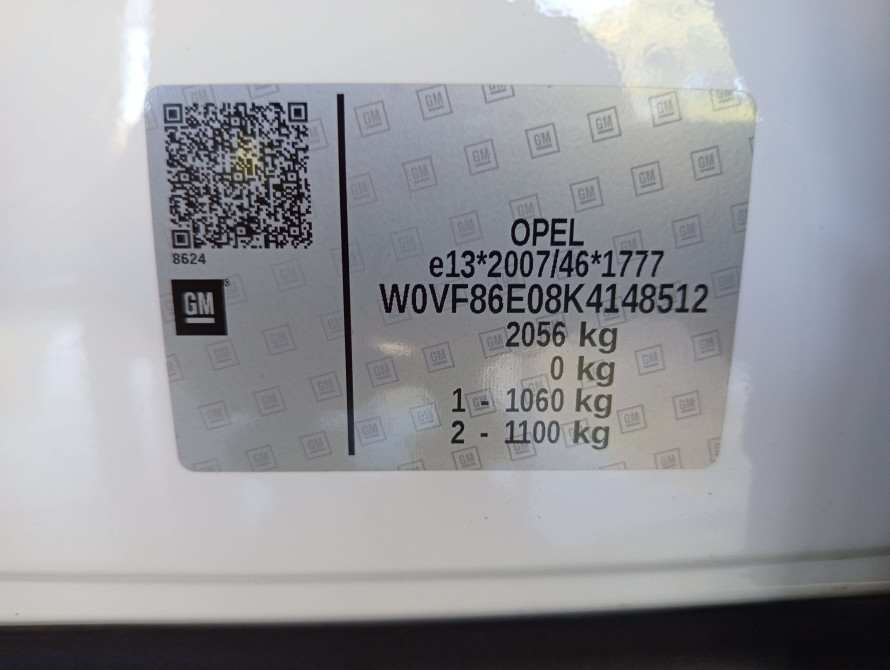 8624
GM
®
OPEL
e13*2007/46*1777
W0VF86E08K4148512
2056 kg
0 kg
1 - 1060 kg
2 - 1100 kg